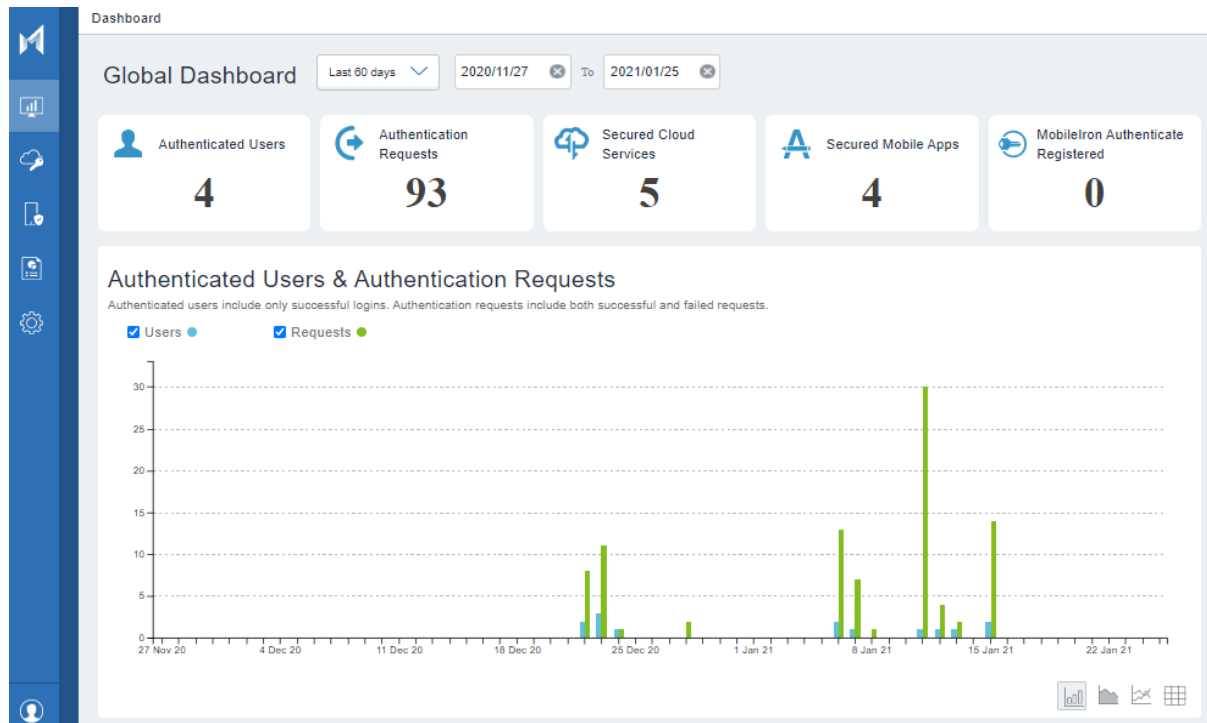 Dashboard
Global Dashboard
Last 60 days
2020/11/27
To
2021/01/25
Authenticated Users
4
Authentication
Requests
93
Secured Cloud
Services
5
Secured Mobile Apps
4
MobileIron Authenticate
Registered
0
Authenticated Users & Authentication Requests
Authenticated users include only successful logins. Authentication requests include both successful and failed requests.
Users
Requests
30
25
20
15
10
5
0
27 Nov 20
4 Dec 20
11 Dec 20
18 Dec 20
25 Dec 20
1 Jan 21
8 Jan 21
15 Jan 21
22 Jan 21